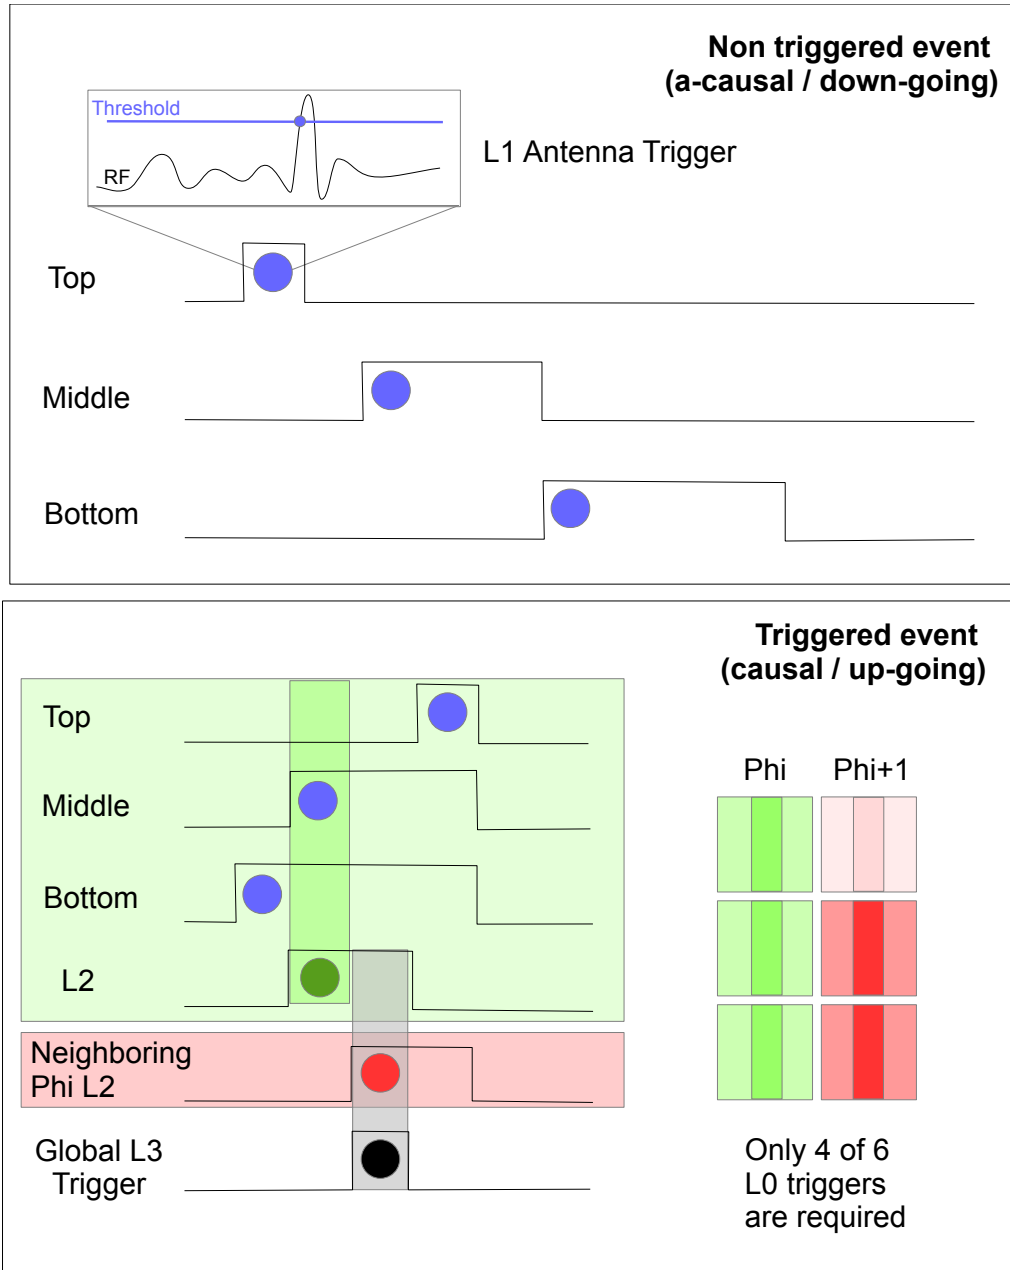 Non triggered event
(a-causal / down-going)
Threshold
RF
L1 Antenna Trigger
Top
Middle
Bottom
Triggered event
(causal / up-going)
Top
Middle
Bottom
L2
Neighboring
Phi L2
Global L3
Trigger
Phi
Phi+1
Only 4 of 6
L0 triggers
are required